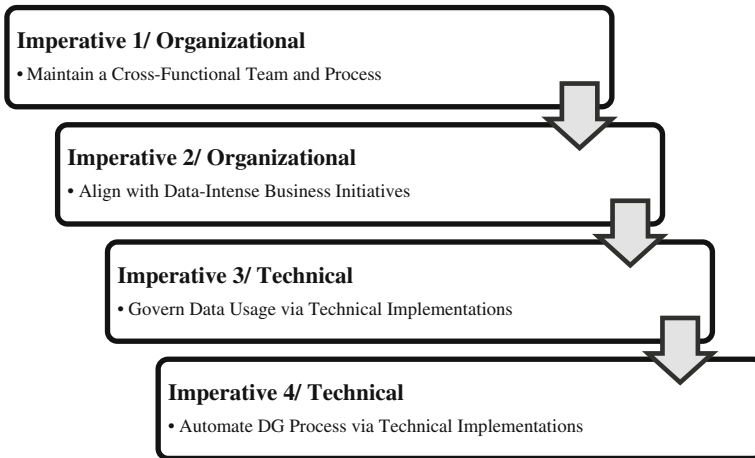 Imperative 1/ Organizational
• Maintain a Cross-Functional Team and Process
Imperative 2/ Organizational
• Align with Data-Intense Business Initiatives
Imperative 3/ Technical
• Govern Data Usage via Technical Implementations
Imperative 4/ Technical
• Automate DG Process via Technical Implementations